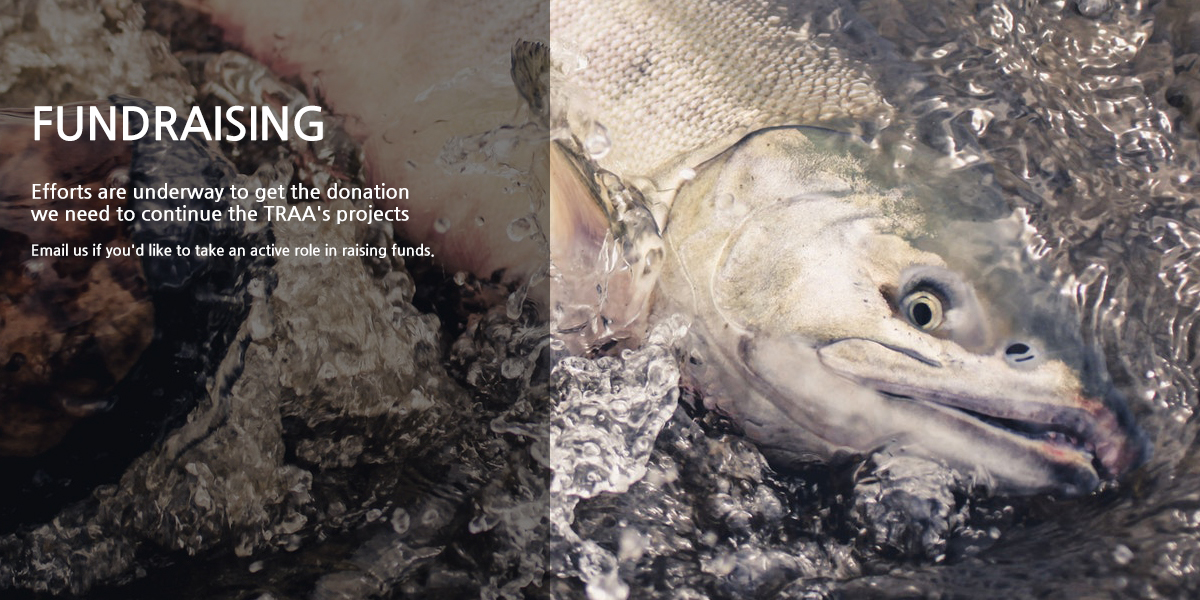 FUNDRAISING
Efforts are underway to get the donation
we need to continue the TRAA's projects
Email us if you'd like to take an active role in raising funds.